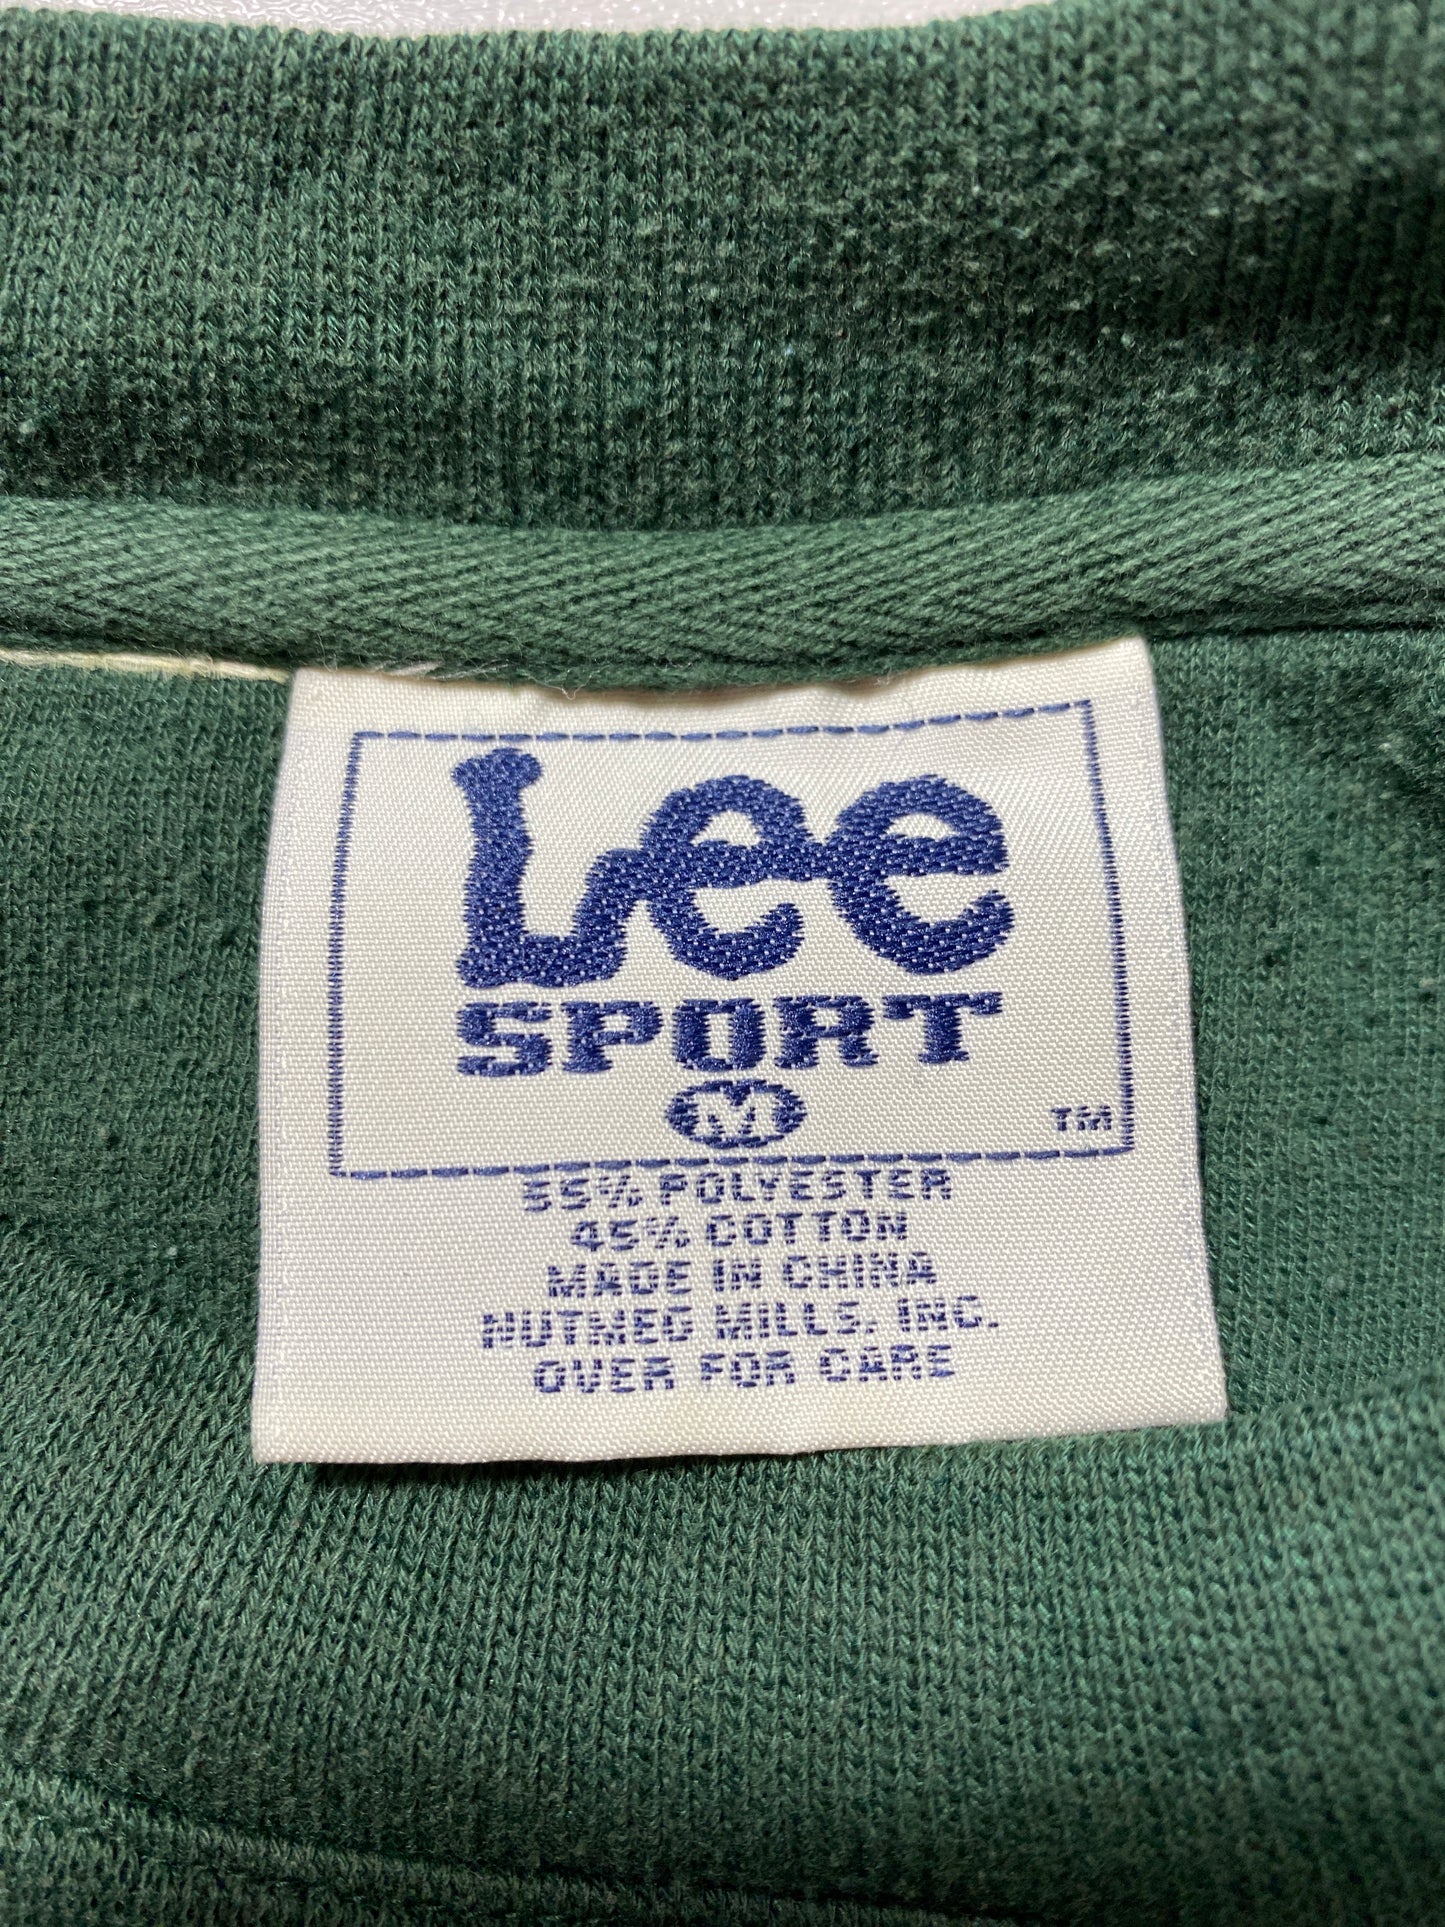 Lee
SPORT
M
TM
55% POLYESTER
45% COTTON
MADE IN CHINA
NUTMEG MILLS, INC.
OVER FOR CARE